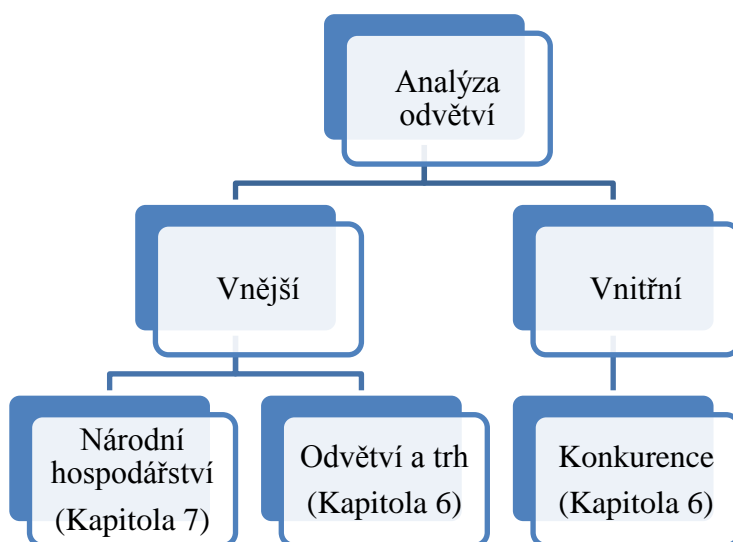 Analýza
odvětví
Vnější
Vnitřní
Národní
hospodářství
(Kapitola 7)
Odvětví a trh
(Kapitola 6)
Konkurence
(Kapitola 6)